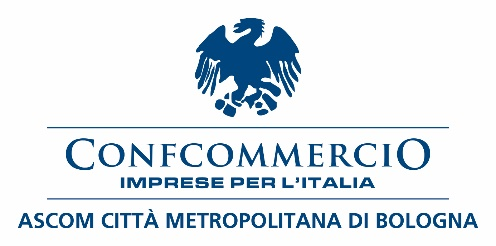 CONFCOMMERCIO
IMPRESE PER L'ITALIA
ASCOM CITTÀ METROPOLITANA DI BOLOGNA